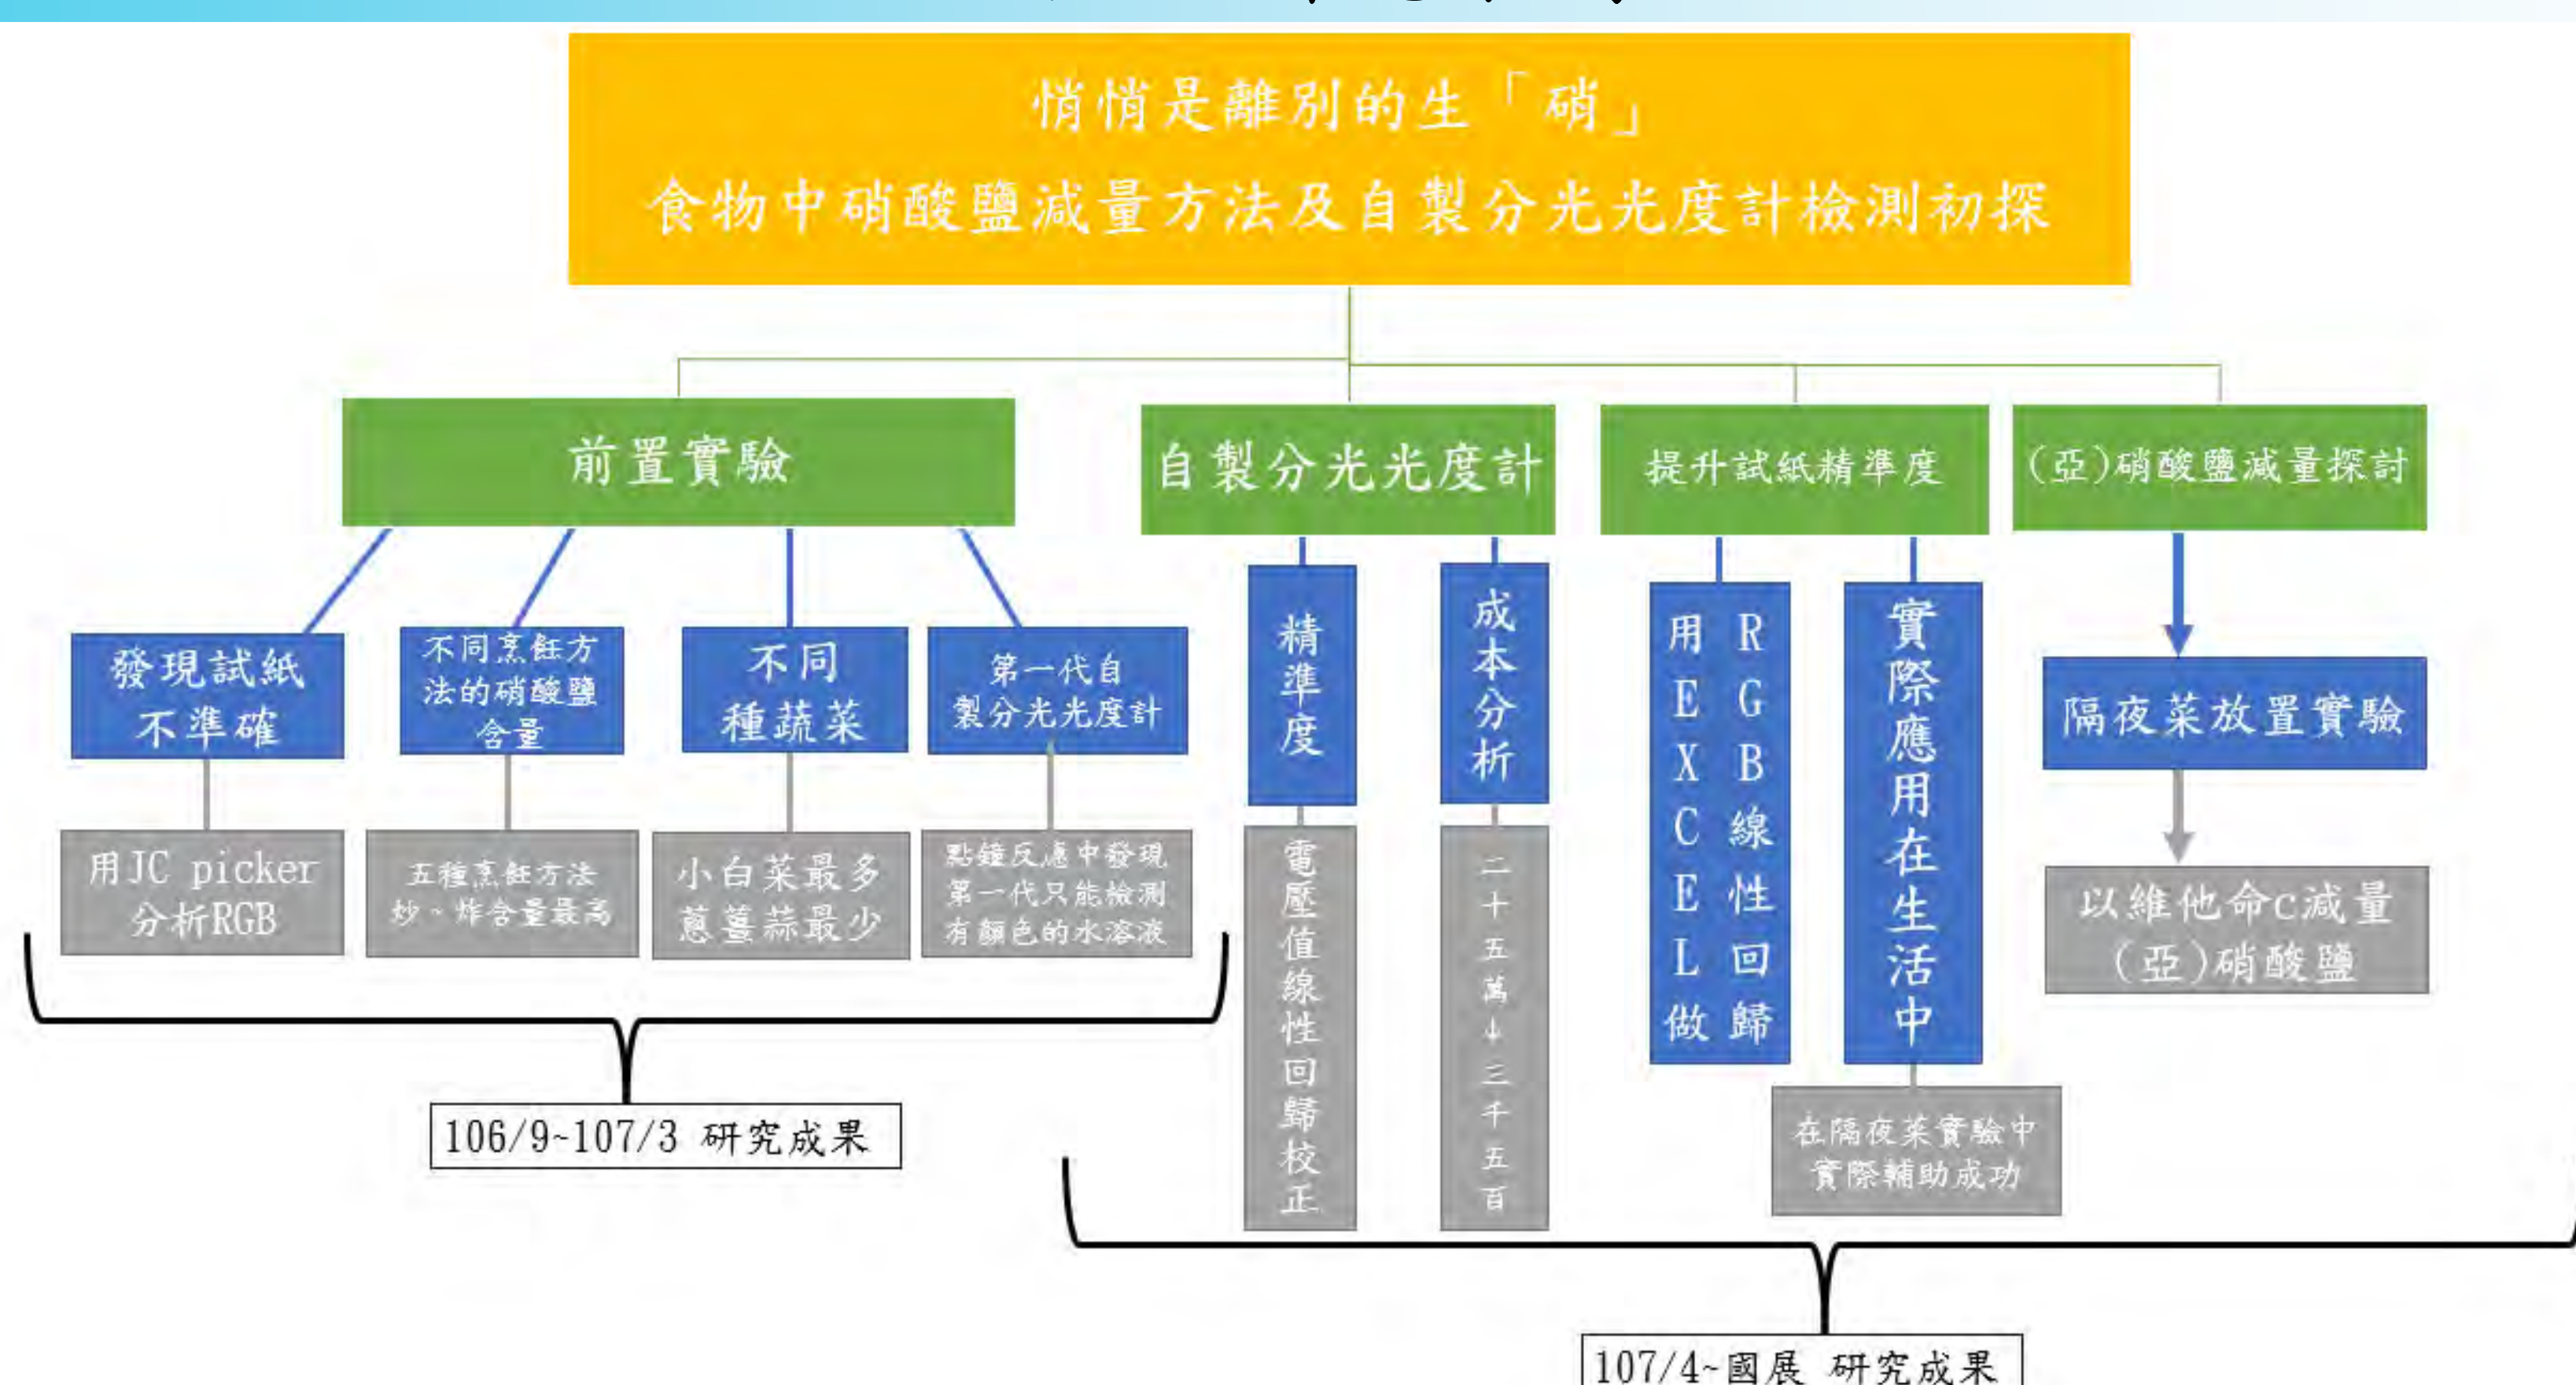 悄悄是離別的生「硝」
食物中硝酸鹽減量方法及自製分光光度計檢測初探
前置實驗
自製分光光度計
提升試紙精準度
(亞)硝酸鹽減量探討
發現試紙
不準確
不同烹飪方
法的硝酸鹽
含量
不同
種蔬菜
第一代自
製分光光度計
精準度
成本分析
用EXCEL做
RGB線性回歸
實際應用在生活中
隔夜菜放置實驗
用JC picker
分析RGB
五種烹飪方法
炒、炸含量最高
小白菜最多
蔥薑蒜最少
點鐘反應中發現
第一代只能檢測
有顏色的水溶液
電壓值線性回歸校正
二十五萬↓三千五百
以維他命c減量
(亞)硝酸鹽
在隔夜菜實驗中
實際輔助成功
106/9~107/3 研究成果
107/4~國展 研究成果